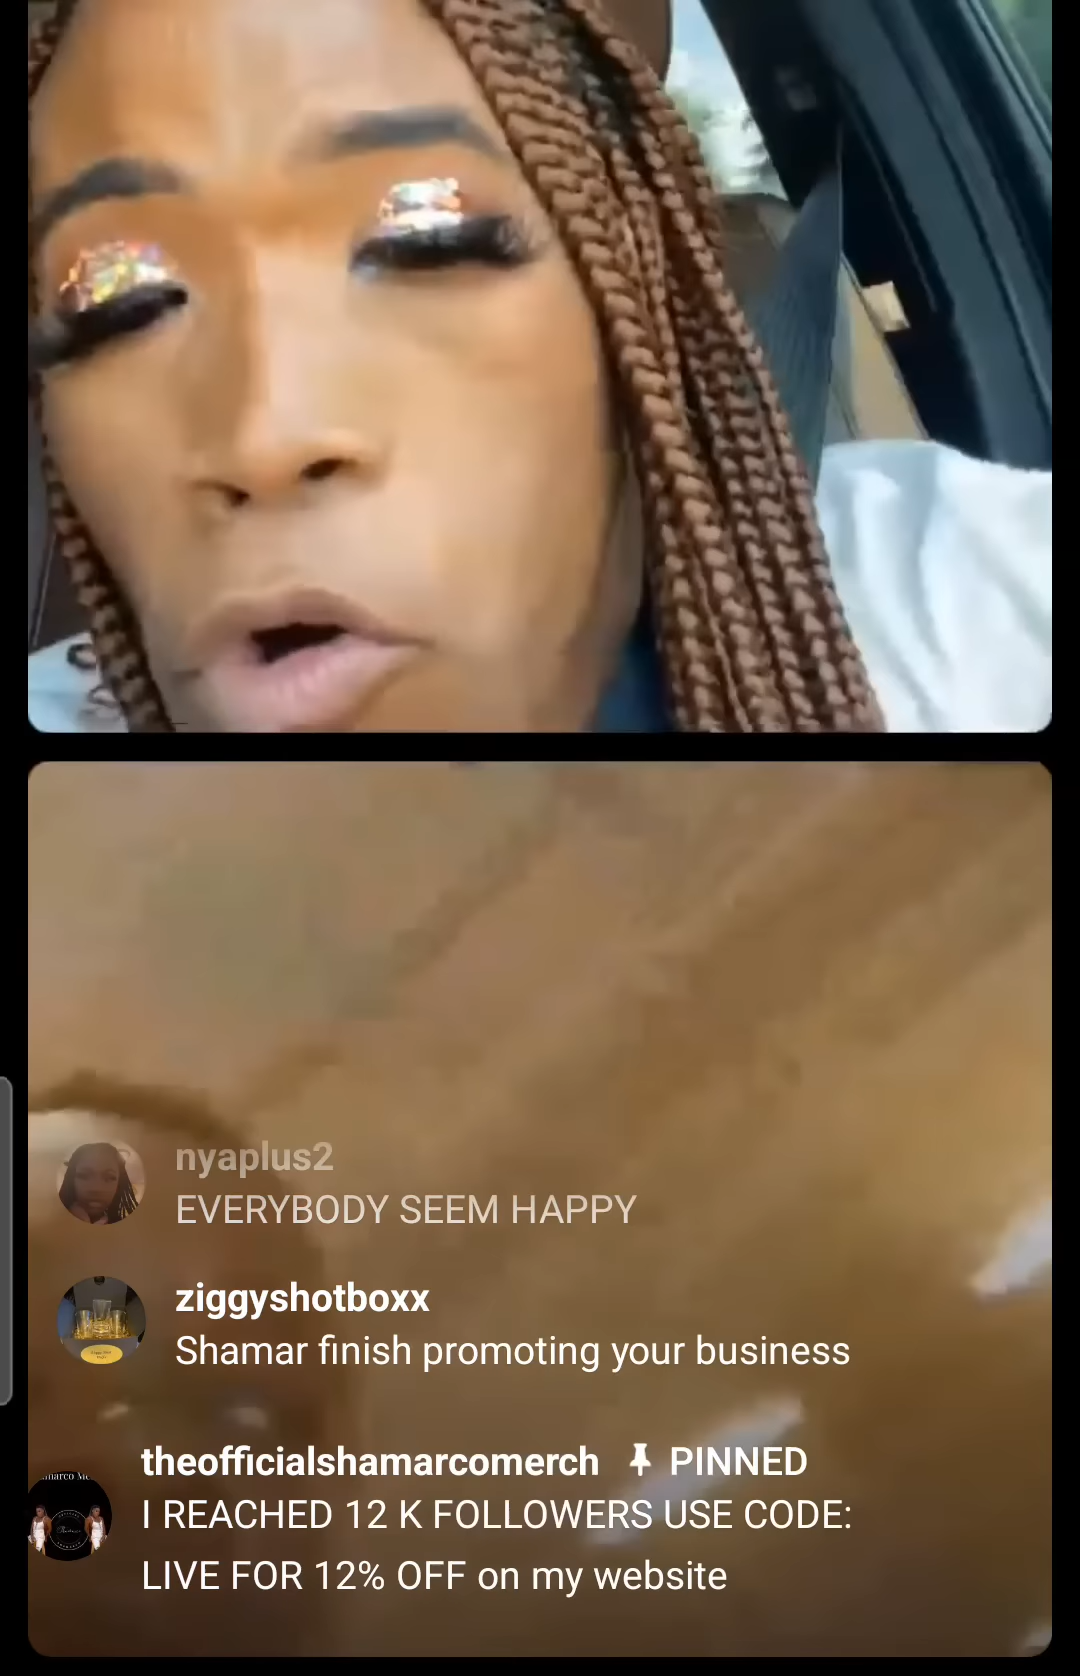 nyaplus2
EVERYBODY SEEM HAPPY
ziggyshotboxx
Shamar finish promoting your business
theofficialshamarcomerch PINNED
I REACHED 12 K FOLLOWERS USE CODE:
LIVE FOR 12% OFF on my website